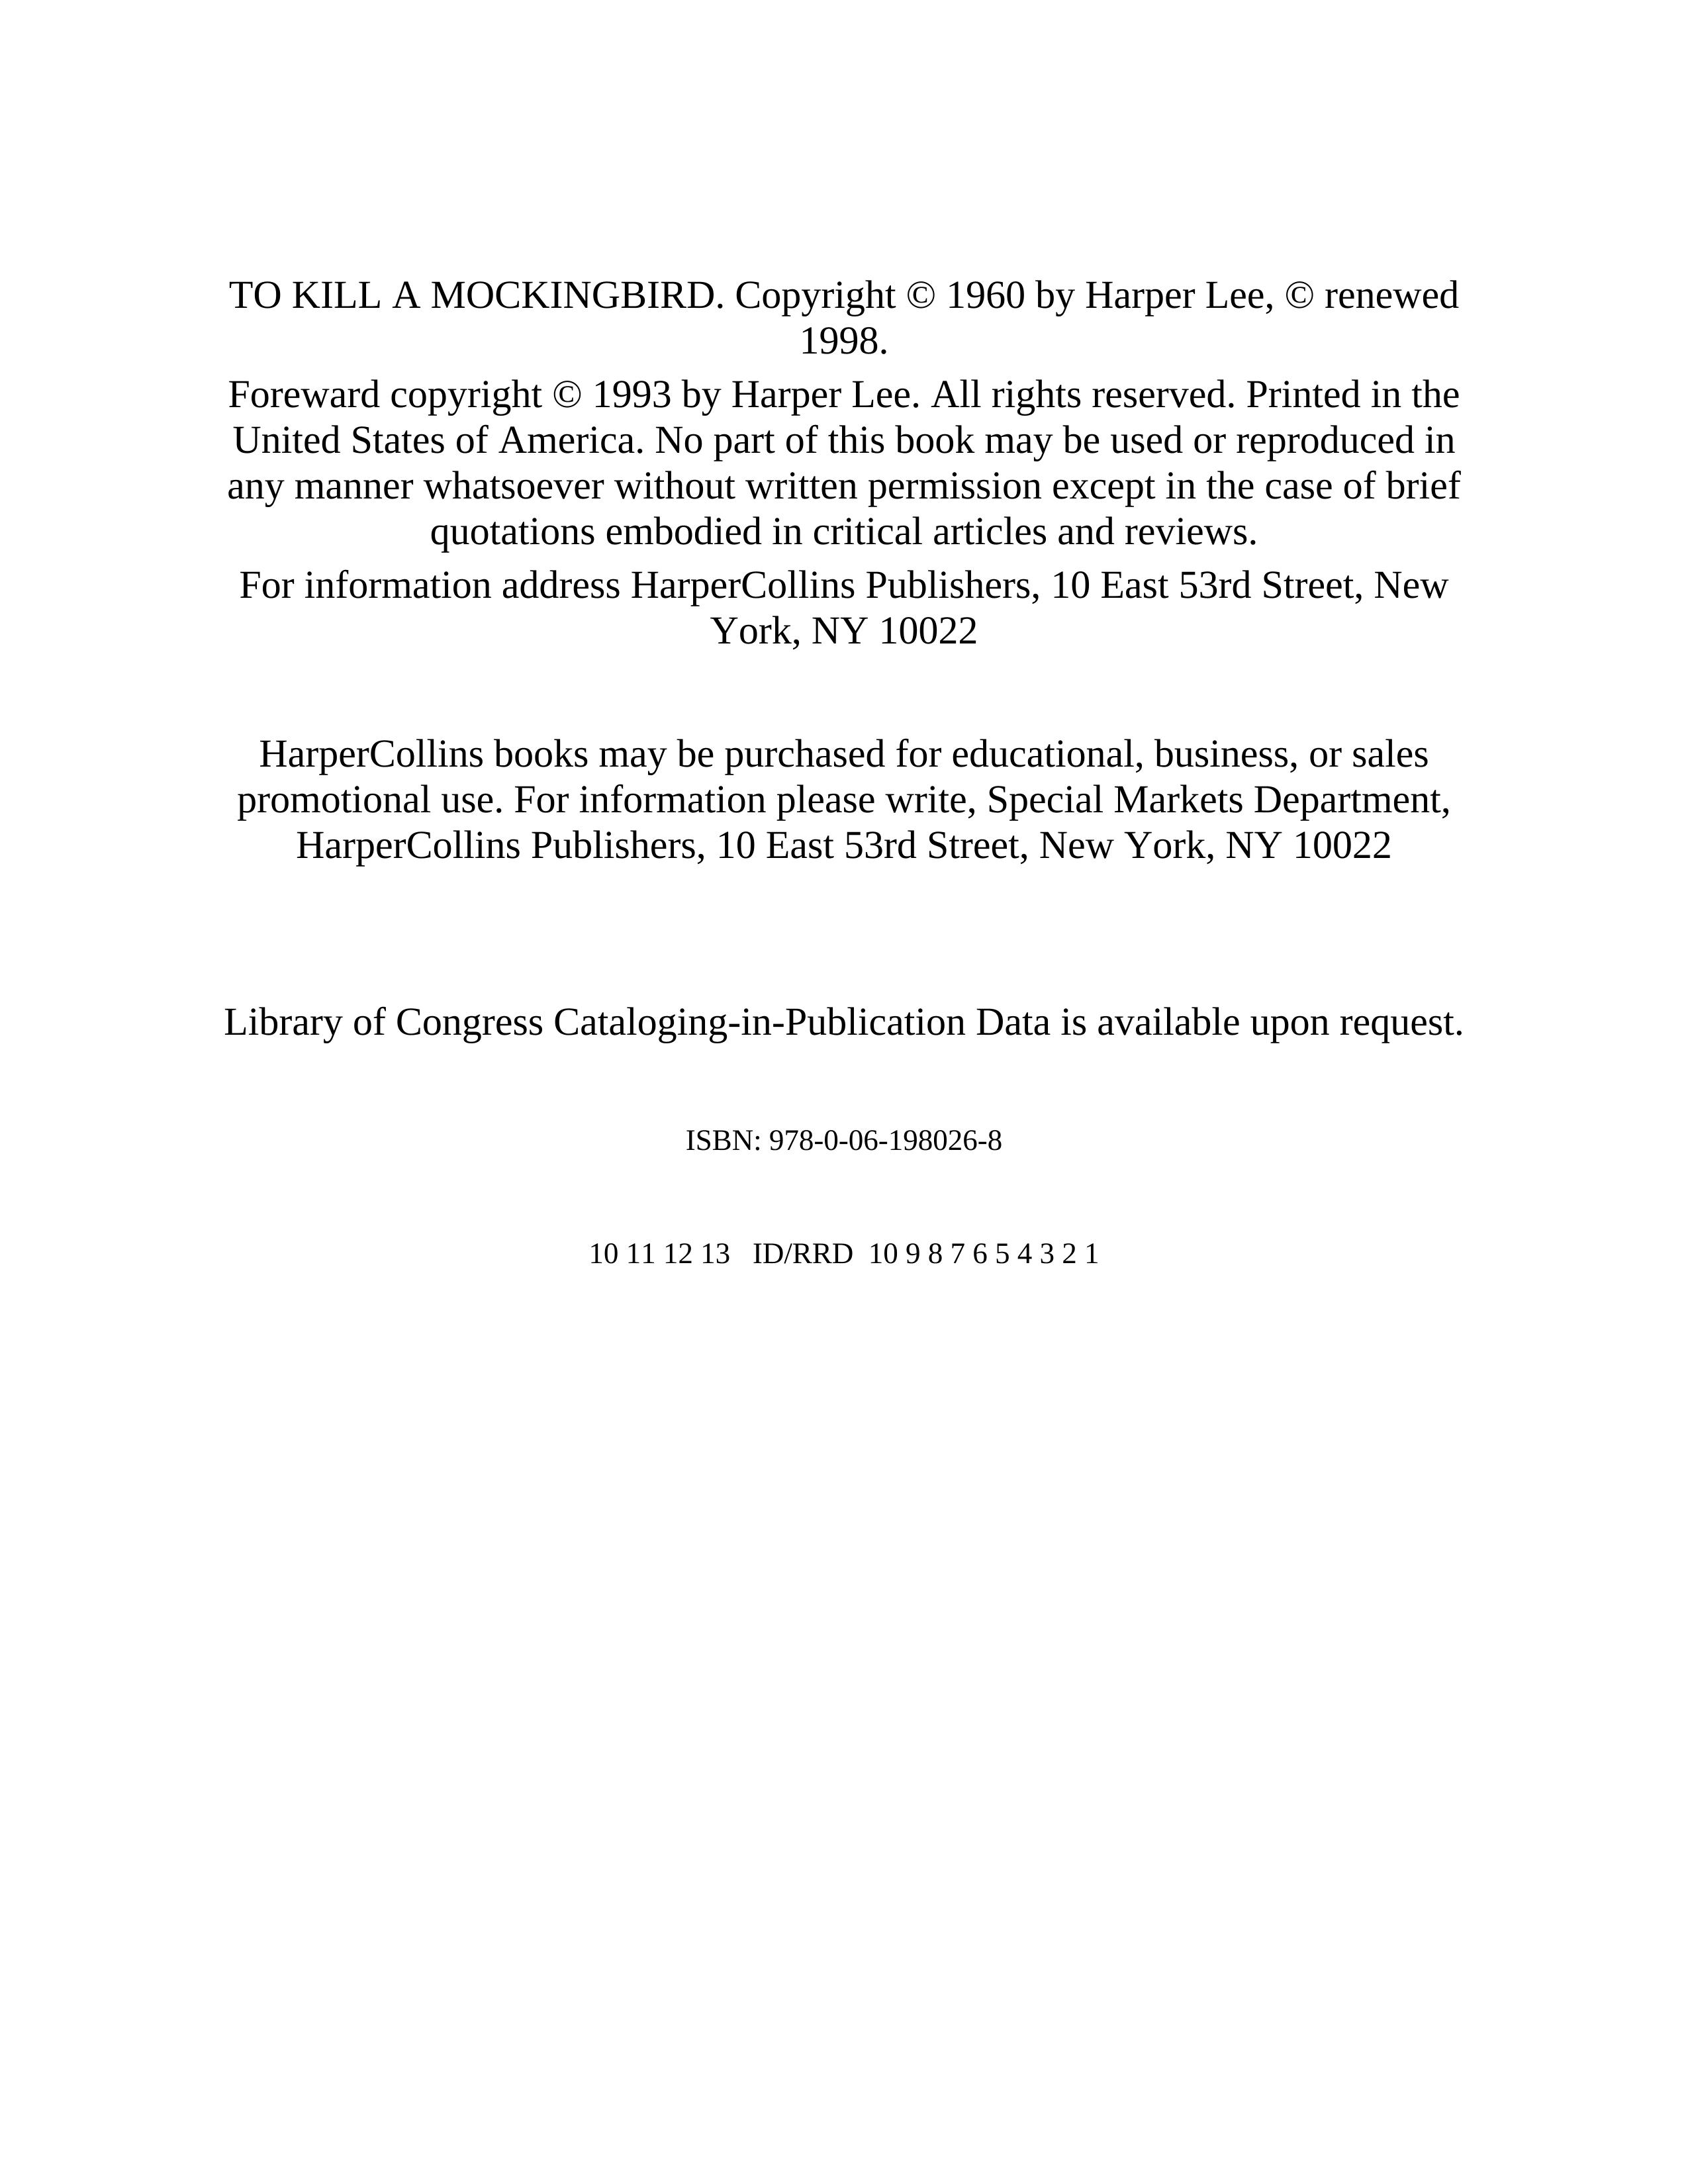 TO KILL A MOCKINGBIRD. Copyright © 1960 by Harper Lee, © renewed
1998.
Foreward copyright © 1993 by Harper Lee. All rights reserved. Printed in the
United States of America. No part of this book may be used or reproduced in
any manner whatsoever without written permission except in the case of brief
quotations embodied in critical articles and reviews.
For information address HarperCollins Publishers, 10 East 53rd Street, New
York, NY 10022
HarperCollins books may be purchased for educational, business, or sales
promotional use. For information please write, Special Markets Department,
HarperCollins Publishers, 10 East 53rd Street, New York, NY 10022
Library of Congress Cataloging-in-Publication Data is available upon request.
ISBN: 978-0-06-198026-8
10 11 12 13 ID/RRD 10 9 8 7 6 5 4 3 2 1